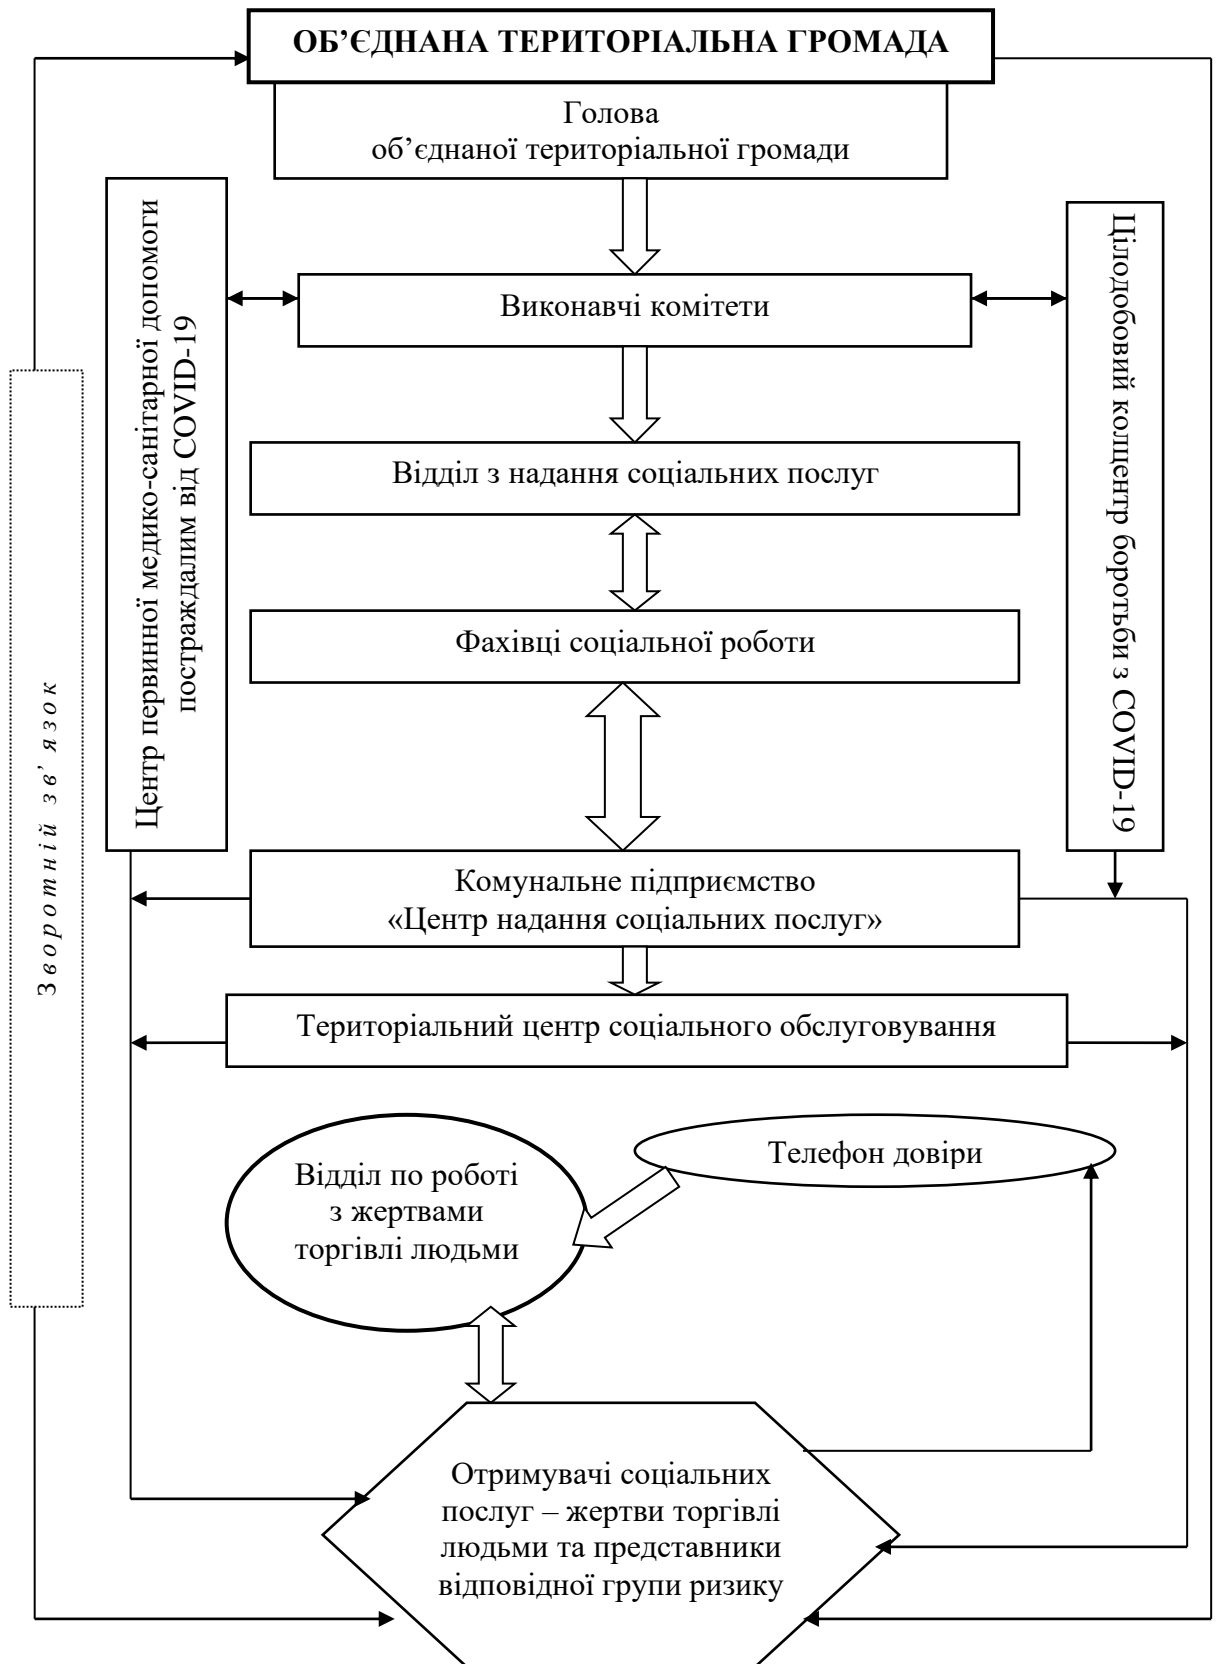 ОБ’ЄДНАНА ТЕРИТОРІАЛЬНА ГРОМАДА
Голова
об’єднаної територіальної громади
Центр первинної медико-санітарної допомоги
постраждалим від COVID-19
Виконавчі комітети
Цілодобовий колцентр боротьби з COVID-19
Відділ з надання соціальних послуг
Фахівці соціальної роботи
Зворотній зв’язок
Комунальне підприємство
«Центр надання соціальних послуг»
Територіальний центр соціального обслуговування
Відділ по роботі
з жертвами
торгівлі людьми
Телефон довіри
Отримувачі соціальних
послуг – жертви торгівлі
людьми та представники
відповідної групи ризику